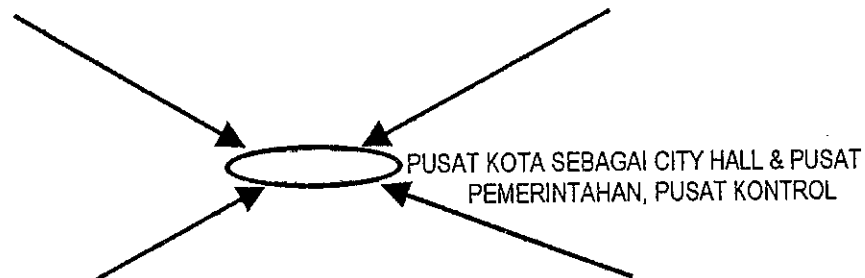 PUSAT KOTA SEBAGAI CITY HALL & PUSAT
PEMERINTAHAN, PUSAT KONTROL